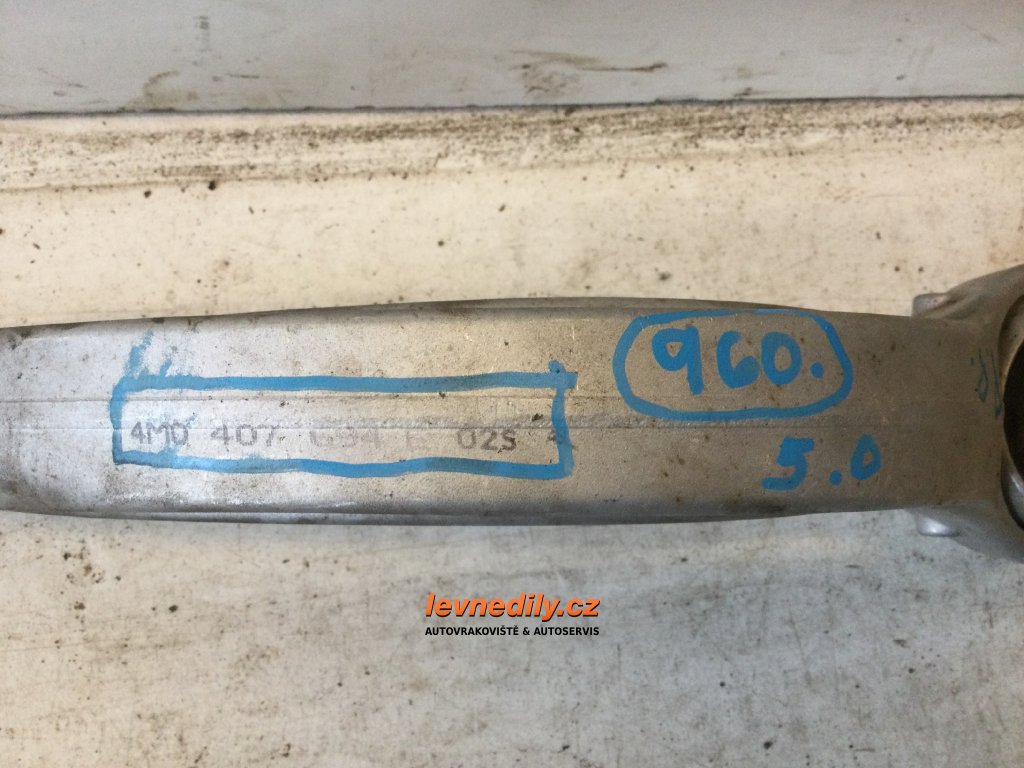 960.
4M0 407 02S
5.0
levnedily.cz
AUTOVRAKOVIŠTĚ & AUTOSERVIS